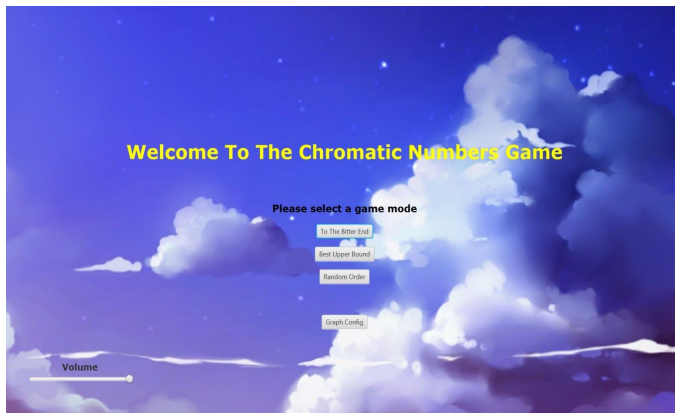 Welcome To The Chromatic Numbers Game
Please select a game mode
To The Bitter End
Best Upper Bound
Random Order
Graph Config
Volume